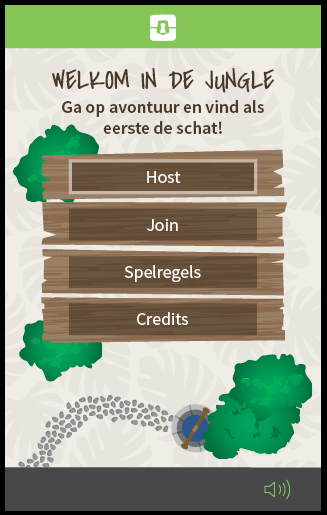 WELKOM IN DE JUNGLE
Ga op avontuur en vind als
eerste de schat!
Host
Join
Spelregels
Credits